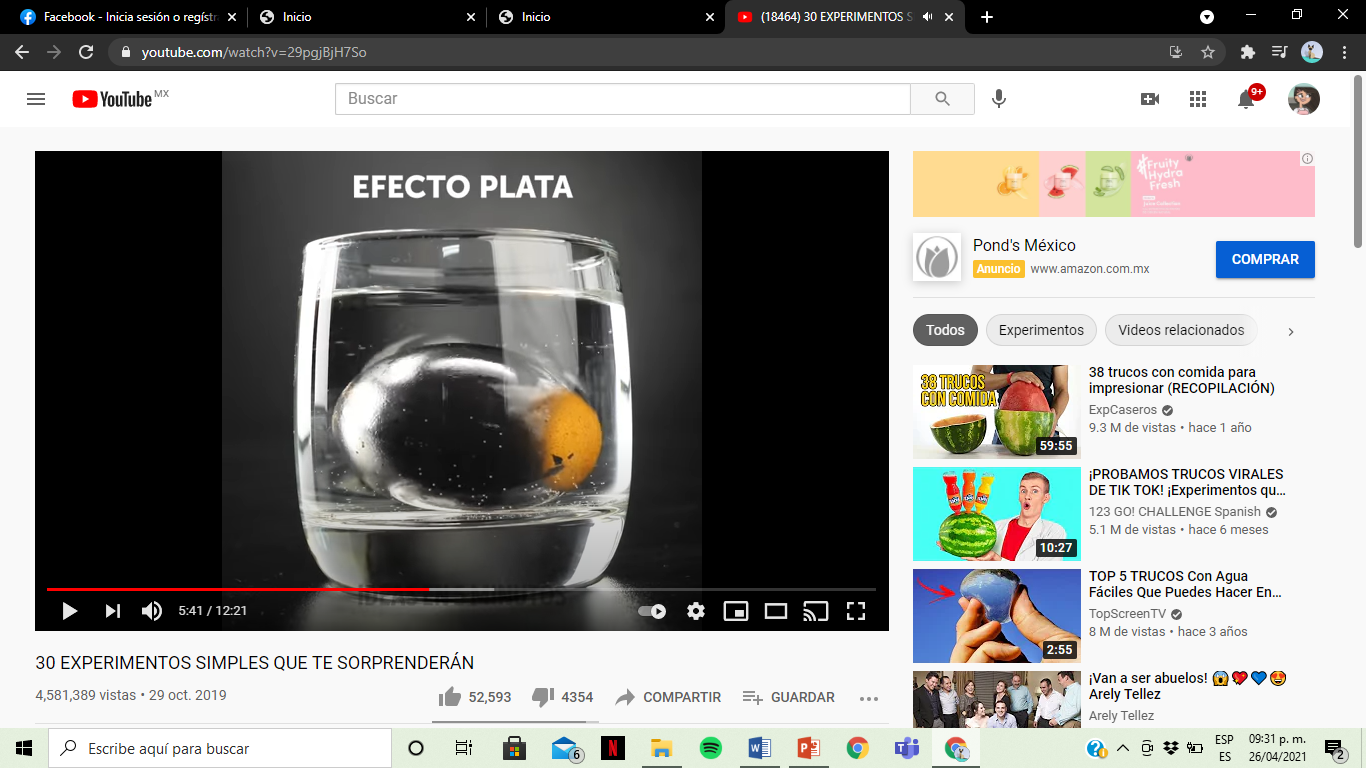 Facebook - Inicia sesión o regístr
Inicio
Inicio
(18464) 30 EXPERIMENTOS S
youtube.com/watch?v=29pgjBjH7So
YouTube MX
Buscar
9+
EFECTO PLATA
5:41 / 12:21
30 EXPERIMENTOS SIMPLES QUE TE SORPRENDERÁN
4,581,389 vistas • 29 oct. 2019
52,593
4354
COMPARTIR
GUARDAR
Fruity
Hydra
Fresh
Pond's México
Anuncio www.amazon.com.mx
COMPRAR
Todos
Experimentos
Videos relacionados
38 TRUCOS
CON COMIDA
59:55
38 trucos con comida para
impresionar (RECOPILACIÓN)
ExpCaseros
9.3 M de vistas • hace 1 año
10:27
¡PROBAMOS TRUCOS VIRALES
DE TIK TOK! ¡Experimentos qu...
123 GO! CHALLENGE Spanish
5.1 M de vistas • hace 6 meses
2:55
TOP 5 TRUCOS Con Agua
Fáciles Que Puedes Hacer En...
TopScreenTV
8 M de vistas • hace 3 años
¡Van a ser abuelos! 😱💖💙🤩
Arely Tellez
Arely Tellez
Escribe aquí para buscar
6
ESP
ES
09:31 p. m.
26/04/2021
2